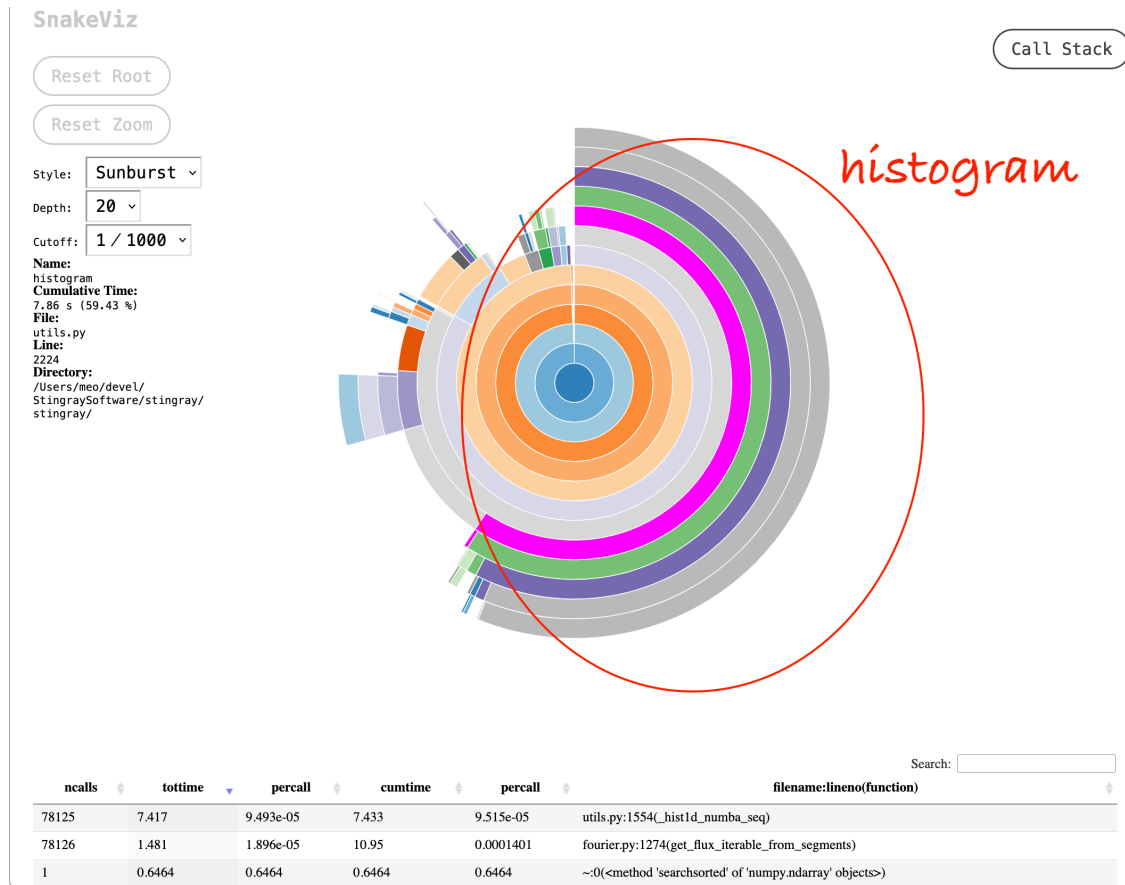 SnakeViz
Call Stack
Reset Root
Reset Zoom
histogram
Style: Sunburst
Depth: 20
Cutoff: 1 / 1000
Name:
histogram
Cumulative Time:
7.86 s (59.43 %)
File:
utils.py
Line:
2224
Directory:
/Users/meo/devel/
StingraySoftware/stingray/
stingray/
Search:
ncalls tottime percall cumtime percall filename:lineno(function)
78125 7.417 9.493e-05 7.433 9.515e-05 utils.py:1554(_hist1d_numba_seq)
78126 1.481 1.896e-05 10.95 0.0001401 fourier.py:1274(get_flux_iterable_from_segments)
1 0.6464 0.6464 0.6464 0.6464 ~:0(<method 'searchsorted' of 'numpy.ndarray' objects>)